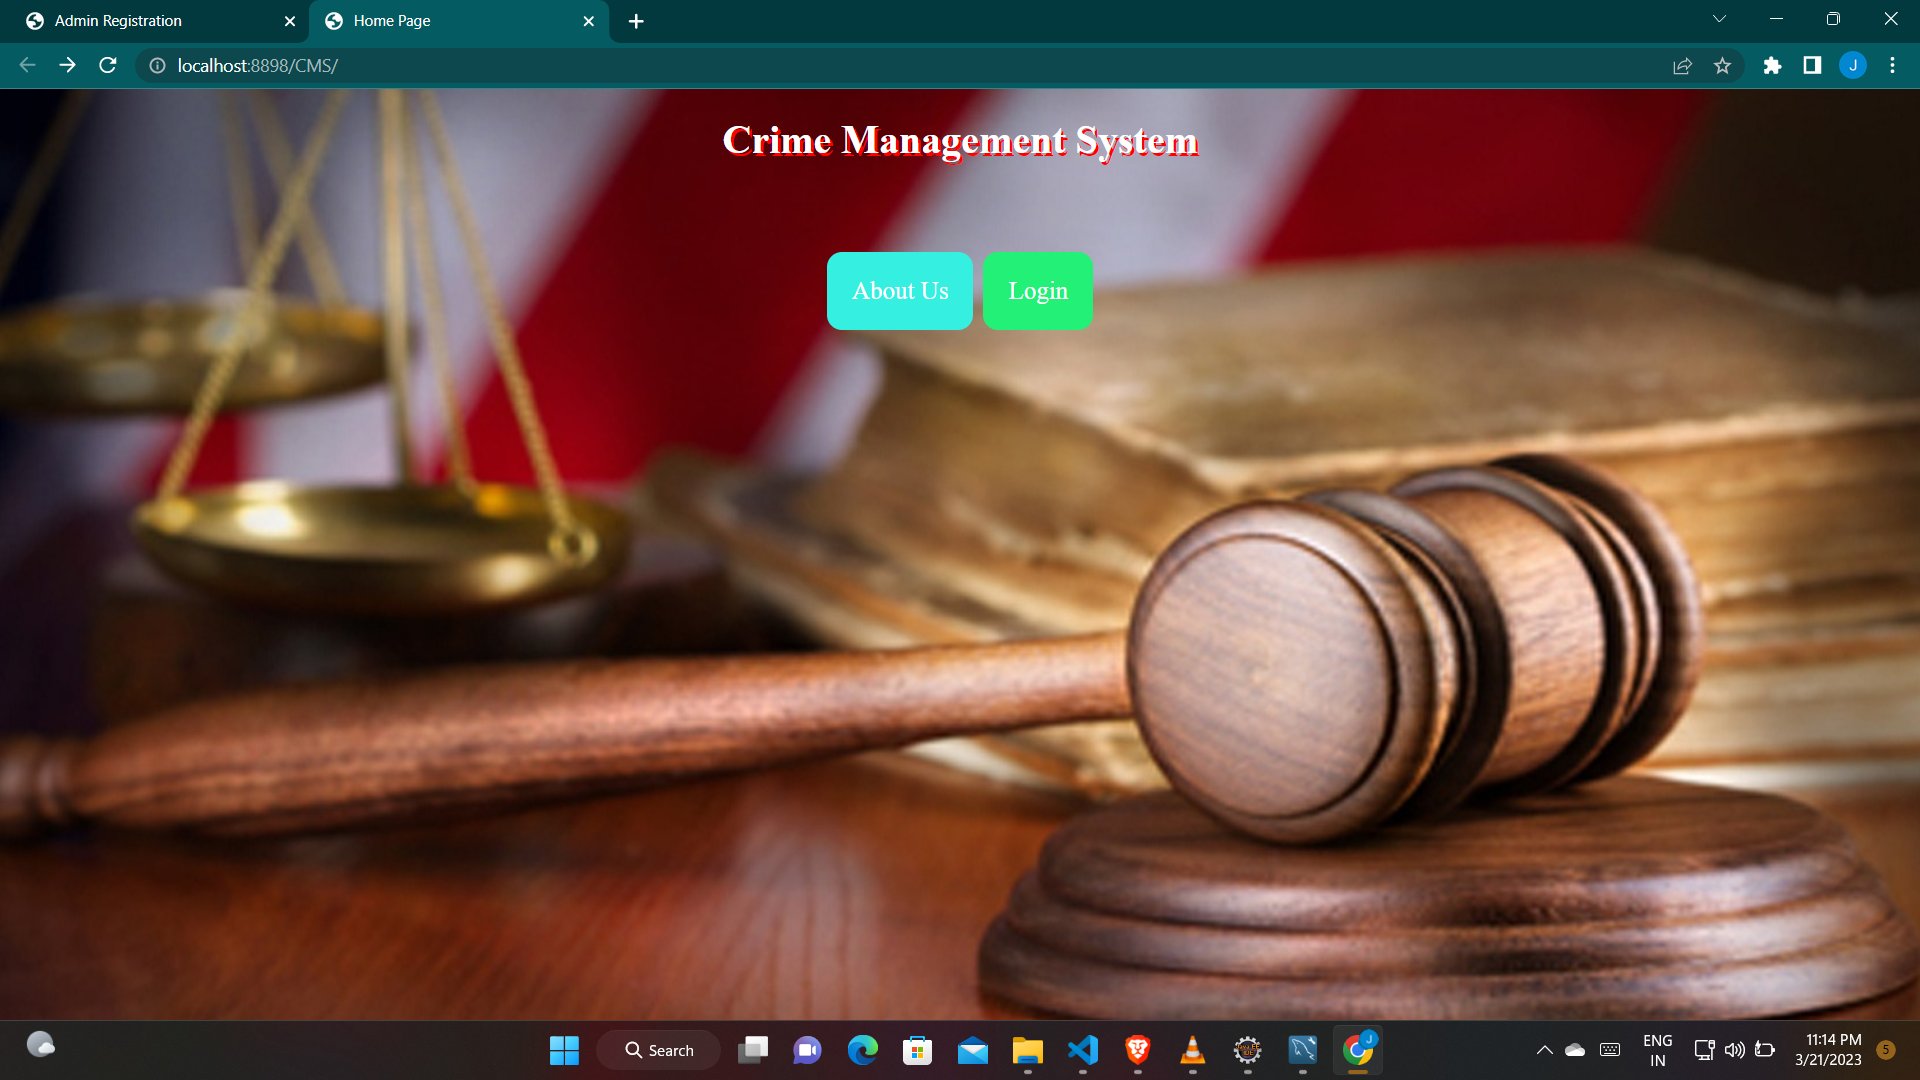 Admin Registration
Home Page
localhost:8898/CMS/
J
Crime Management System
About Us
Login
Search
J
ENG
IN
11:14 PM
3/21/2023
5